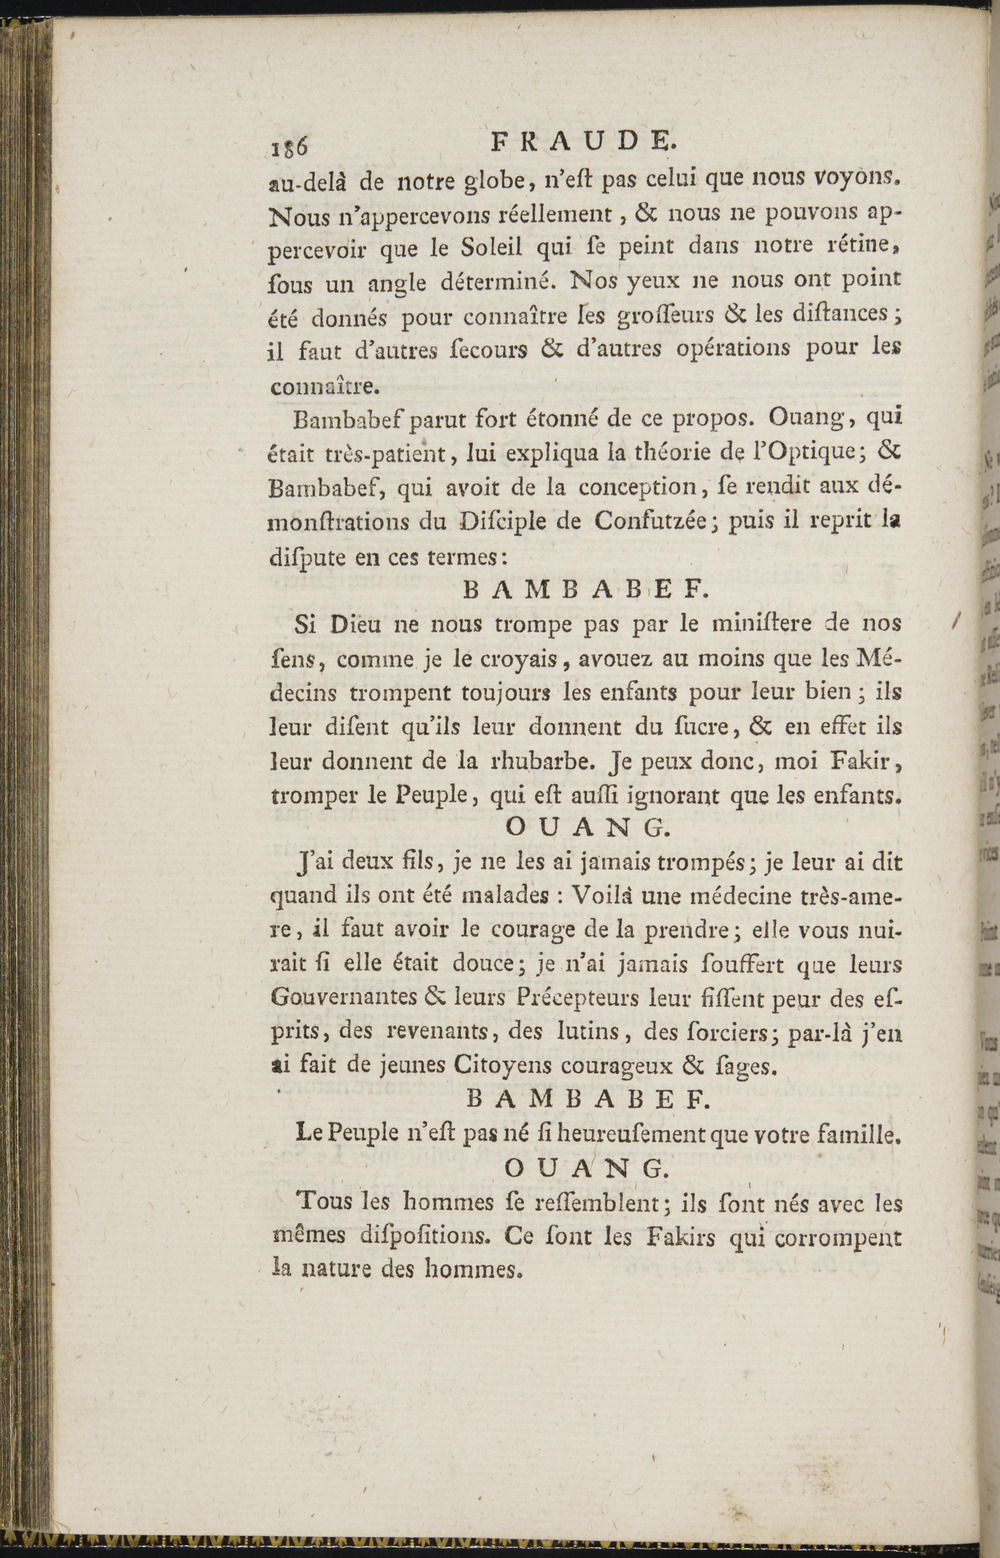 186 FRAUDE.
au-delà de notre globe, n'eſt pas celui que nous voyons.
Nous n'appercevons réellement, & nous ne pouvons ap-
percevoir que le Soleil qui ſe peint dans notre rétine,
ſous un angle déterminé. Nos yeux ne nous ont point
été donnés pour connaître les groſſeurs & les diſtances;
il faut d'autres ſecours & d'autres opérations pour les
connaître.
Bambabef parut fort étonné de ce propos. Ouang, qui
était très-patient, lui expliqua la théorie de l'Optique; &
Bambabef, qui avoit de la conception, ſe rendit aux dé-
monſtrations du Diſciple de Confutzée; puis il reprit la
diſpute en ces termes:
BAMBABEF.
Si Dieu ne nous trompe pas par le miniſtere de nos
ſens, comme je le croyais, avouez au moins que les Mé-
decins trompent toujours les enfants pour leur bien; ils
leur diſent qu'ils leur donnent du ſucre, & en effet ils
leur donnent de la rhubarbe. Je peux donc, moi Fakir,
tromper le Peuple, qui eſt auſſi ignorant que les enfants.
OUANG.
J'ai deux fils, je ne les ai jamais trompés; je leur ai dit
quand ils ont été malades : Voilà une médecine très-ame-
re, il faut avoir le courage de la prendre; elle vous nui-
rait ſi elle était douce; je n'ai jamais ſouffert que leurs
Gouvernantes & leurs Précepteurs leur fiſſent peur des eſ-
prits, des revenants, des lutins, des ſorciers; par-là j'en
ai fait de jeunes Citoyens courageux & ſages.
BAMBABEF.
Le Peuple n'eſt pas né ſi heureuſement que votre famille.
OUANG.
Tous les hommes ſe reſſemblent; ils ſont nés avec les
mêmes diſpoſitions. Ce ſont les Fakirs qui corrompent
la nature des hommes.